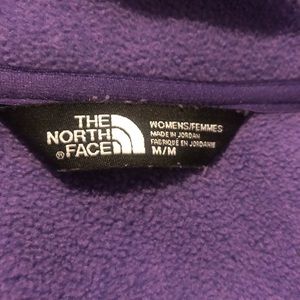 THE
NORTH
®FACE
WOMENS/FEMMES
MADE IN JORDAN
FABRIQUÉ EN JORDANIE
M/M